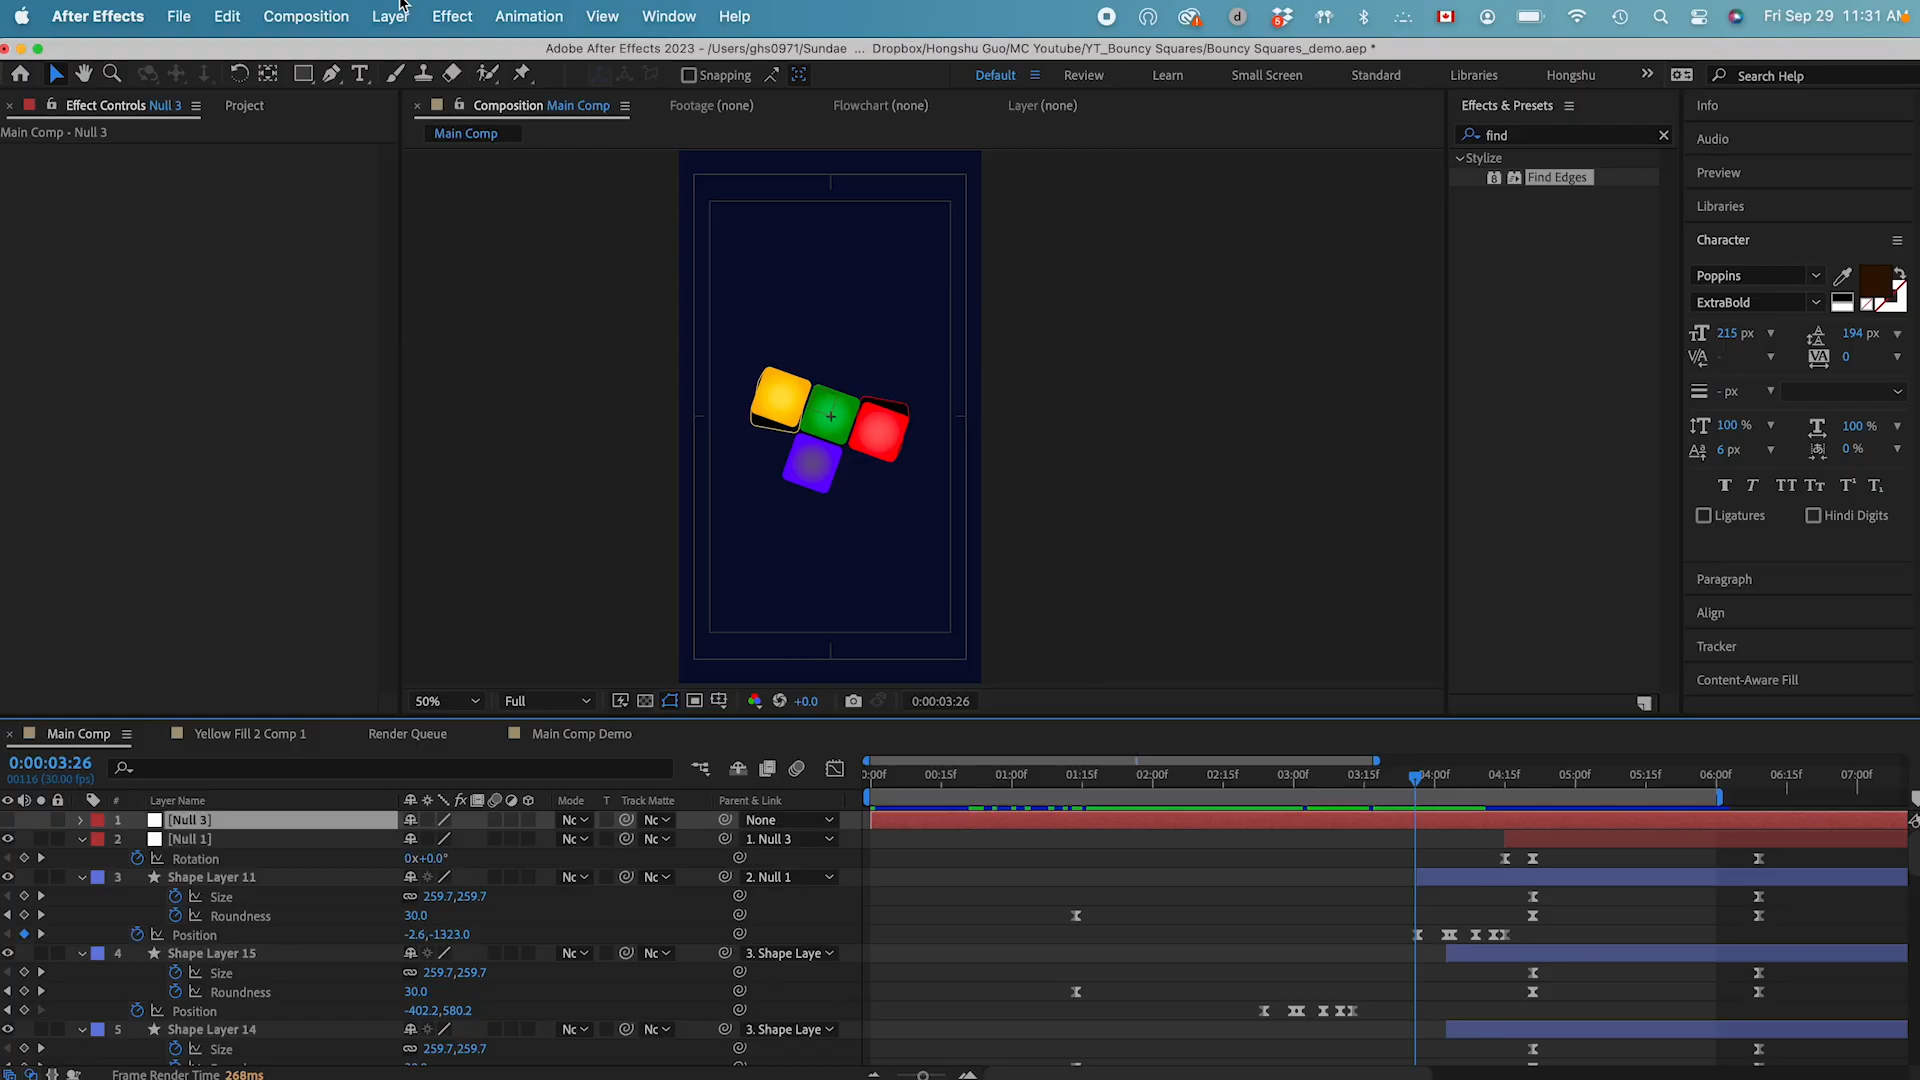 After Effects File Edit Composition Layer Effect Animation View Window Help Fri Sep 29 11:31 AM
Adobe After Effects 2023 - /Users/ghs0971/Sundae ... Dropbox/Hongshu Guo/MC Youtube/YT_Bouncy Squares/Bouncy Squares_demo.aep *
Snapping Default Review Learn Small Screen Standard Libraries Hongshu Search Help
Effect Controls Null 3 Project Composition Main Comp Footage (none) Flowchart (none) Layer (none) Effects & Presets Info
Main Comp • Null 3 Main Comp find Audio
Stylize
Find Edges
Preview
Libraries
Character
Poppins
ExtraBold
215 px 194 px
- 0
- px
100 % 100 %
6 px 0 %
Ligatures Hindi Digits
Paragraph
Align
Tracker
Content-Aware Fill
50% Full +0.0 0:00:03:26
Main Comp Yellow Fill 2 Comp 1 Render Queue Main Comp Demo
0:00:03:26
00116 (30.00 fps)
0:00f 00:15f 01:00f 01:15f 02:00f 02:15f 03:00f 03:15f 04:00f 04:15f 05:00f 05:15f 06:00f 06:15f 07:00f
# Layer Name Mode T Track Matte Parent & Link
1 [Null 3] Nc Nc None
2 [Null 1] Nc Nc 1. Null 3
Rotation 0x+0.0°
3 Shape Layer 11 Nc Nc 2. Null 1
Size 259.7,259.7
Roundness 30.0
Position -2.6,-1323.0
4 Shape Layer 15 Nc Nc 3. Shape Laye
Size 259.7,259.7
Roundness 30.0
Position -402.2,580.2
5 Shape Layer 14 Nc Nc 3. Shape Laye
Size 259.7,259.7
Frame Render Time 268ms